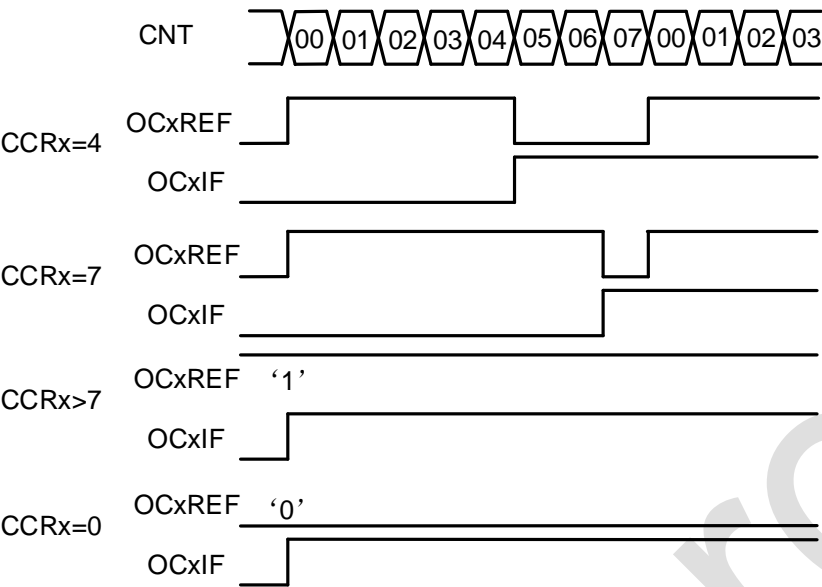 CNT 00 01 02 03 04 05 06 07 00 01 02 03
CCRx=4 OCxREF
OCxIF
CCRx=7 OCxREF
OCxIF
CCRx>7 OCxREF ‘1’
OCxIF
CCRx=0 OCxREF ‘0’
OCxIF